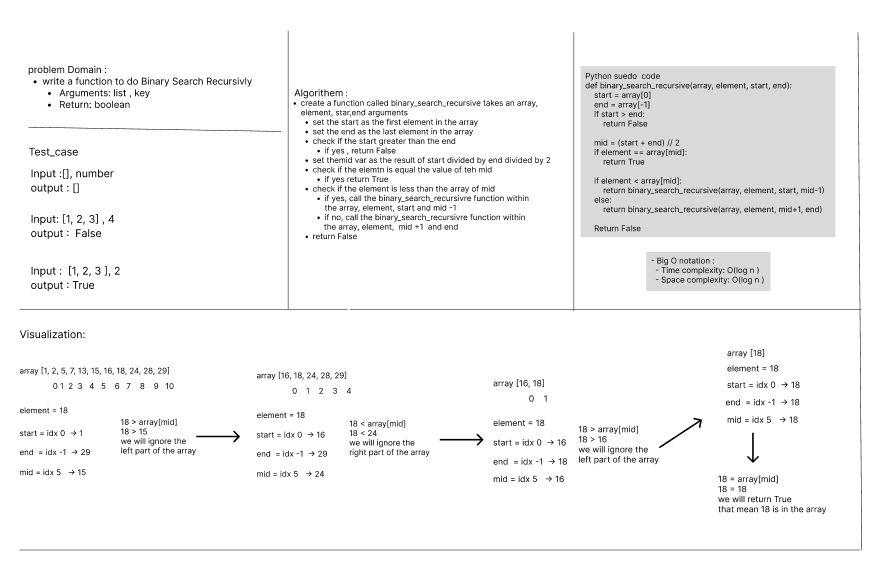 problem Domain :
• write a function to do Binary Search Recursivly
• Arguments: list , key
• Return: boolean
Test_case
Input :[], number
output : []
Input: [1, 2, 3] , 4
output : False
Input : [1, 2, 3 ], 2
output : True
Algorithem :
• create a function called binary_search_recursive takes an array,
element, star,end arguments
• set the start as the first element in the array
• set the end as the last element in the array
• check if the start greater than the end
• if yes , return False
• set themid var as the result of start divided by end divided by 2
• check if the elemtn is equal the value of teh mid
• if yes return True
• check if the element is less than the array of mid
• if yes, call the binary_search_recursivre function within
the array, element, start and mid -1
• if no, call the binary_search_recursivre function within
the array, element, mid +1 and end
• return False
Python suedo code
def binary_search_recursive(array, element, start, end):
start = array[0]
end = array[-1]
if start > end:
return False
mid = (start + end) // 2
if element == array[mid]:
return True
if element < array[mid]:
return binary_search_recursive(array, element, start, mid-1)
else:
return binary_search_recursive(array, element, mid+1, end)
Return False
- Big O notation :
- Time complexity: O(log n )
- Space complexity: O(log n )
Visualization:
array [1, 2, 5, 7, 13, 15, 16, 18, 24, 28, 29]
0 1 2 3 4 5 6 7 8 9 10
element = 18
start = idx 0 → 1
end = idx -1 → 29
mid = idx 5 → 15
18 > array[mid]
18 > 15
we will ignore the
left part of the array
array [16, 18, 24, 28, 29]
0 1 2 3 4
element = 18
start = idx 0 → 16
end = idx -1 → 29
mid = idx 5 → 24
18 < array[mid]
18 < 24
we will ignore the
right part of the array
array [16, 18]
0 1
element = 18
start = idx 0 → 16
end = idx -1 → 18
mid = idx 5 → 16
18 > array[mid]
18 > 16
we will ignore the
left part of the array
array [18]
element = 18
start = idx 0 → 18
end = idx -1 → 18
mid = idx 5 → 18
18 = array[mid]
18 = 18
we will return True
that mean 18 is in the array